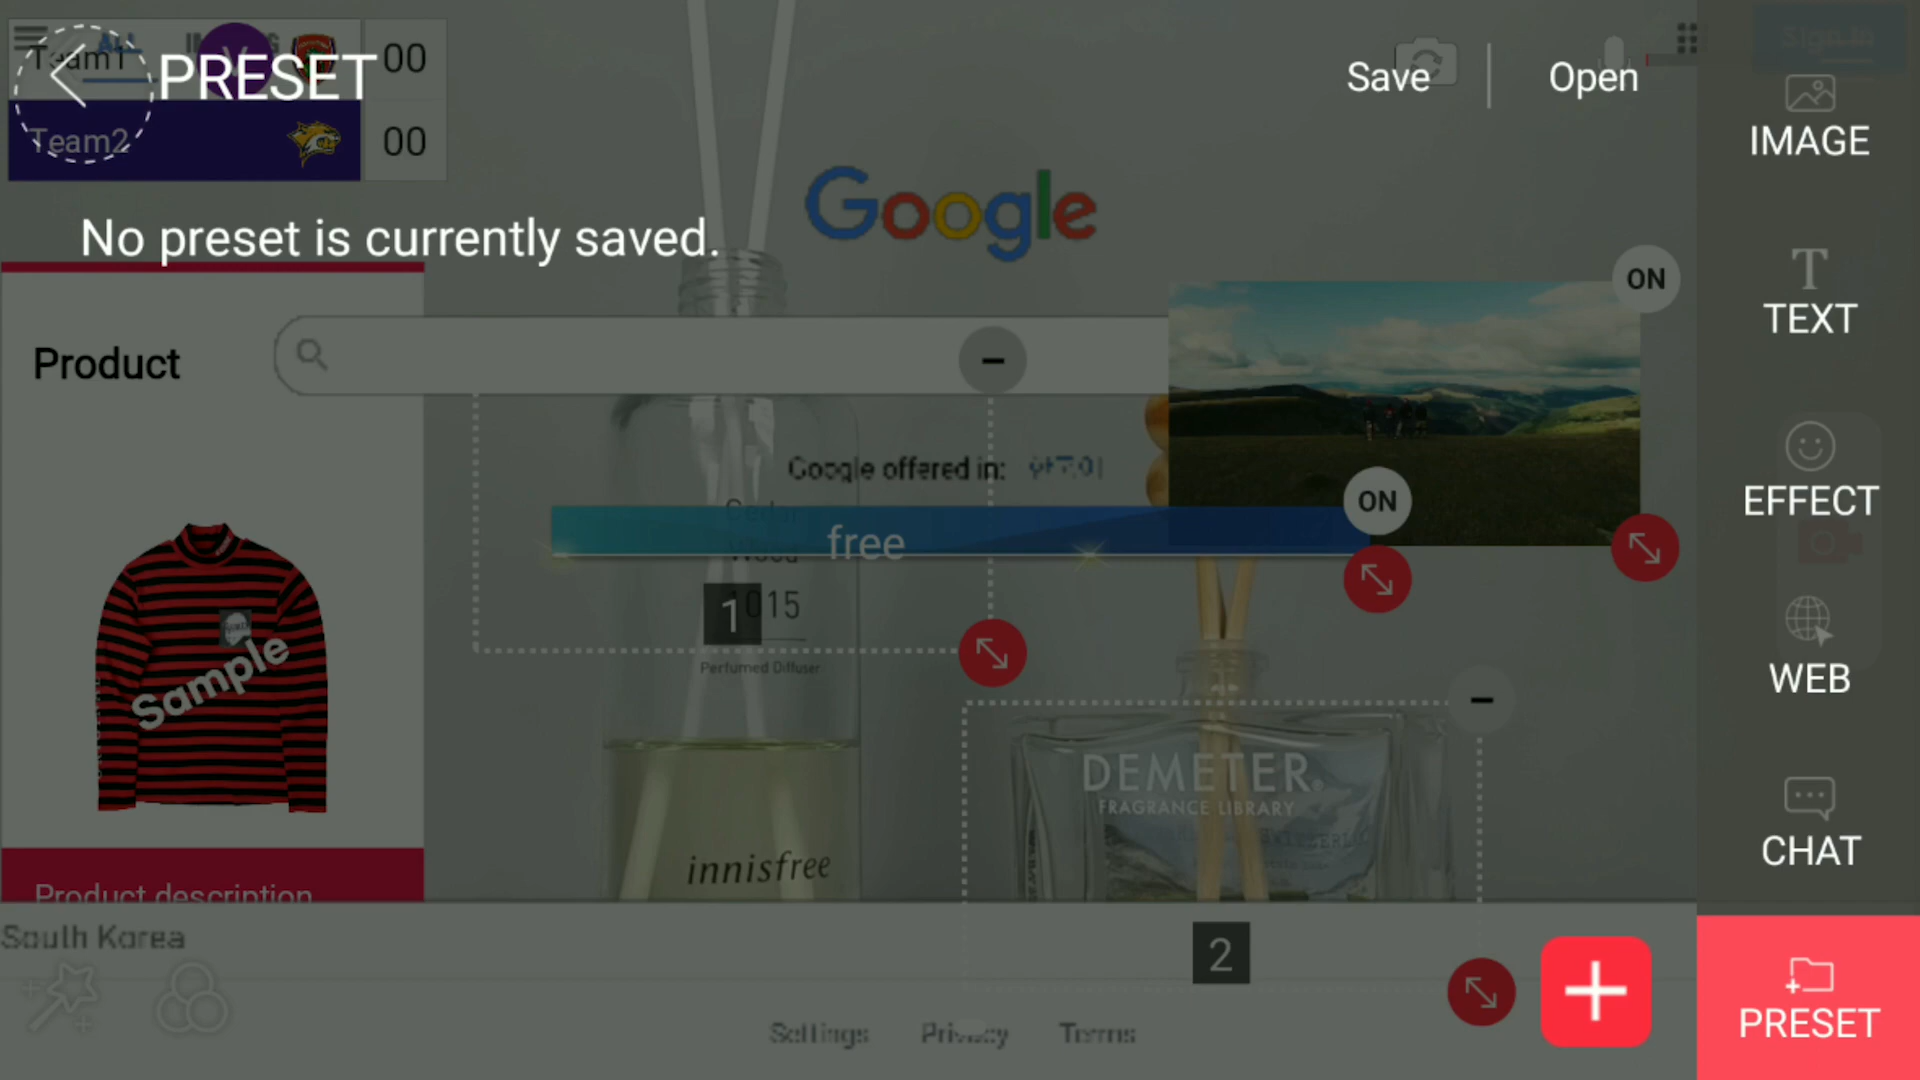 Team1
00
PRESET
Save
Open
Team2
00
Google
No preset is currently saved.
IMAGE
TEXT
ON
Product
Google offered in:
EFFECT
ON
free
1
1015
Perfumed Diffuser
Sample
WEB
DEMETER
FRAGRANCE LIBRARY
innisfree
CHAT
Product description
South Korea
2
PRESET
Settings
Privacy
Terms